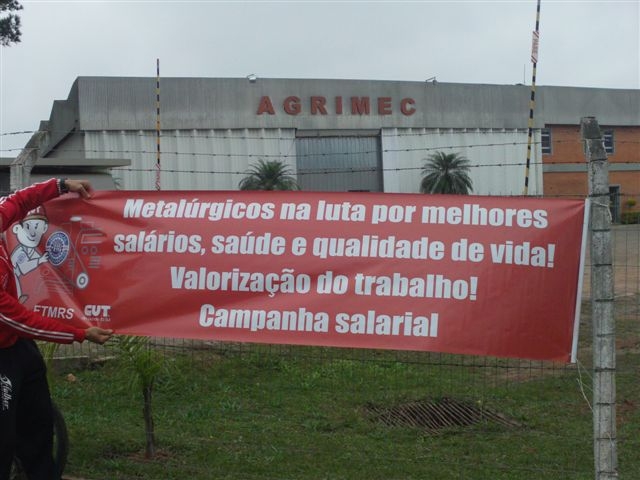 AGRIMEC
Metalúrgicos na luta por melhores
salários, saúde e qualidade de vida!
Valorização do trabalho!
Campanha salarial
FTMRS
CUT